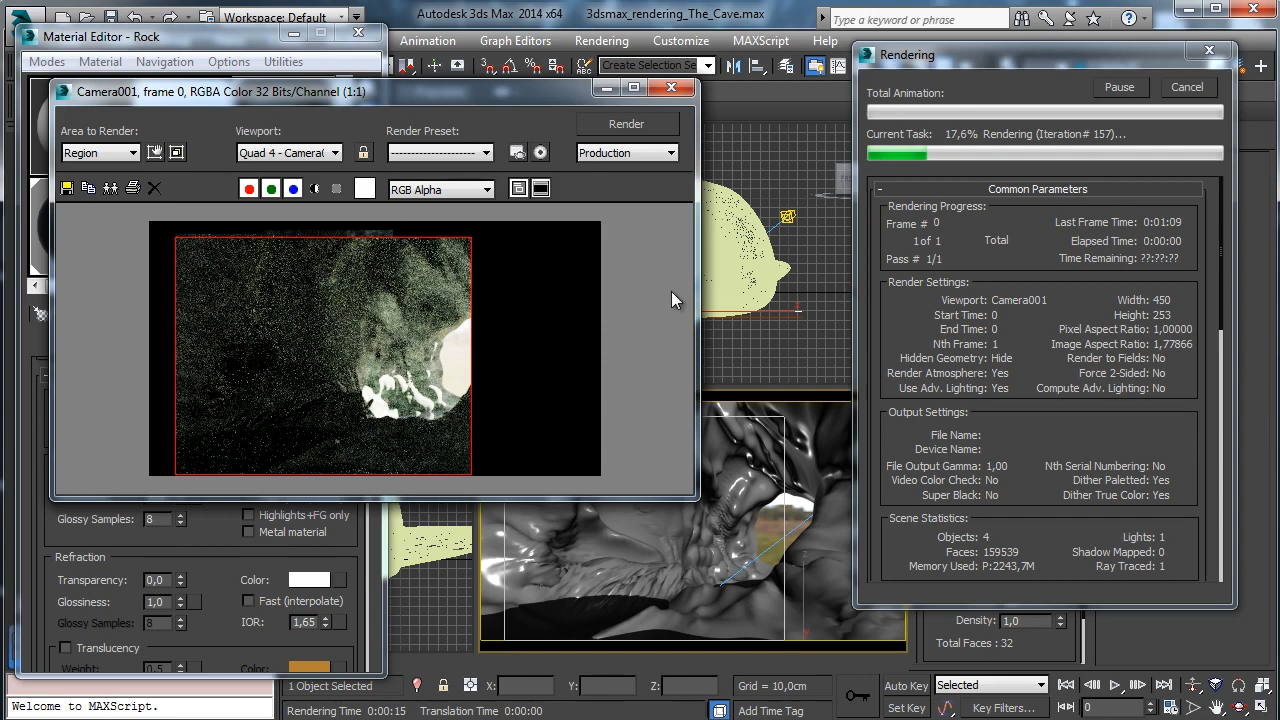 Workspace: Default
Autodesk 3ds Max 2014 x64
3dsmax_rendering_The_Cave.max
Type a keyword or phrase
Material Editor - Rock
Animation
Graph Editors
Rendering
Customize
MAXScript
Help
Menus
Material
Navigation
Options
Utilities
Create Selection Se
Camera001, frame 0, RGBA Color 32 Bits/Channel (1:1)
Area to Render:
Viewport:
Render Preset:
Render
Region
Quad 4 - Camera(
Production
RGB Alpha
Rendering
Total Animation:
Pause
Cancel
Current Task: 17,6% Rendering (Iteration# 157)...
- Common Parameters
Rendering Progress:
Frame # 0
Last Frame Time: 0:01:09
1 of 1
Total
Elapsed Time: 0:00:00
Pass # 1/1
Time Remaining: ??:??:??
Render Settings:
Viewport: Camera001
Width: 450
Start Time: 0
Height: 253
End Time: 0
Pixel Aspect Ratio: 1,00000
Nth Frame: 1
Image Aspect Ratio: 1,77866
Hidden Geometry: Hide
Render to Fields: No
Render Atmosphere: Yes
Force 2-Sided: No
Use Adv. Lighting: Yes
Compute Adv. Lighting: No
Output Settings:
File Name:
Device Name:
File Output Gamma: 1,00
Nth Serial Numbering: No
Video Color Check: No
Dither Paletted: Yes
Super Black: No
Dither True Color: Yes
Scene Statistics:
Objects: 4
Lights: 1
Faces: 159539
Shadow Mapped: 0
Memory Used: P:2243,7M
Ray Traced: 1
Glossy Samples: 8
Highlights+FG only
Metal material
Refraction
Transparency: 0,0
Color:
Glossiness: 1,0
Fast (interpolate)
Glossy Samples: 8
IOR: 1,65
Translucency
Weight: 0,5
Color:
Density: 1,0
Total Faces : 32
1 Object Selected
X:
Y:
Z:
Grid = 10,0cm
Auto Key
Selected
Welcome to MAXScript.
Rendering Time 0:00:15
Translation Time 0:00:00
Add Time Tag
Set Key
Key Filters...
0